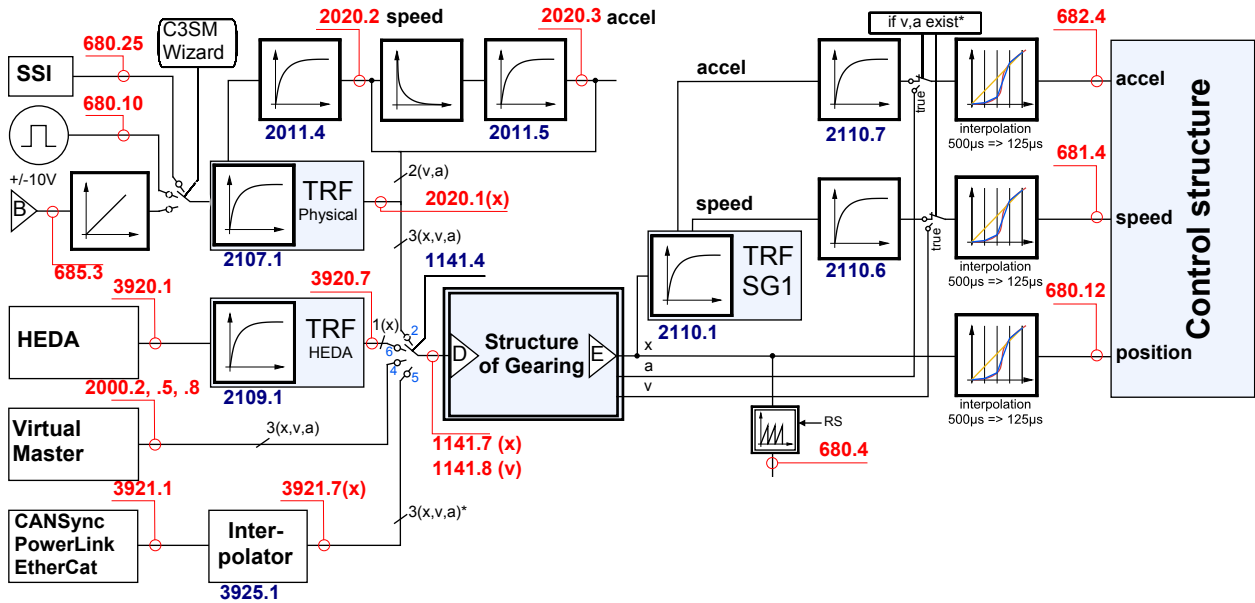 2020.2 speed
2020.3 accel
680.25
C3SM
Wizard
if v,a exist*
682.4
SSI
680.10
accel
true
accel
2011.4
2011.5
2110.7
interpolation
500µs => 125µs
+/-10V
B
TRF
Physical
2(v,a)
2020.1(x)
681.4
speed
true
speed
685.3
2107.1
3(x,v,a)
1141.4
TRF
SG1
2110.6
interpolation
500µs => 125µs
3920.1
3920.7
2110.1
680.12
HEDA
TRF
HEDA
1(x)
2
6
4
5
D
Structure
of Gearing
E
x
a
v
position
Control structure
2000.2, .5, .8
2109.1
interpolation
500µs => 125µs
Virtual
Master
3(x,v,a)
1141.7 (x)
1141.8 (v)
RS
680.4
3921.1
3921.7(x)
3(x,v,a)*
CANSync
PowerLink
EtherCat
Inter-
polator
3925.1